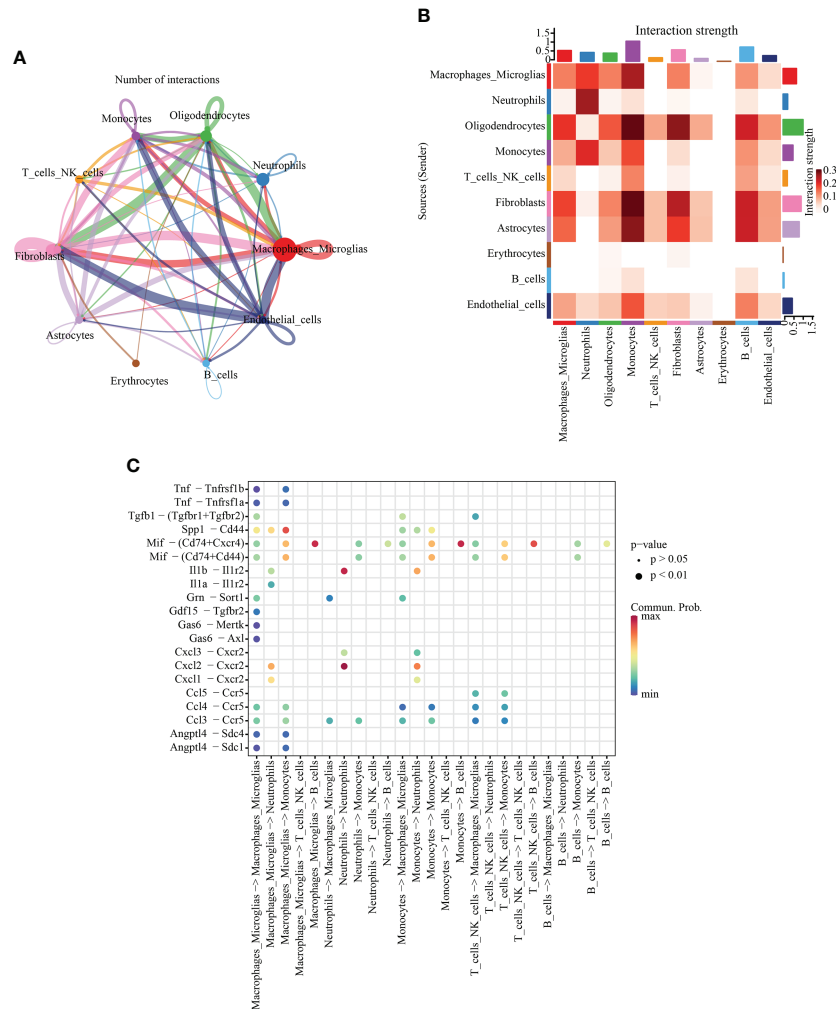 A
Number of interactions
Monocytes
Oligodendrocytes
T_cells_NK_cells
Neutrophils
Fibroblasts
Macrophages_Microglias
Astrocytes
Endothelial_cells
Erythrocytes
B_cells
B
Interaction strength
1.5
1
0.5
0
Sources (Sender)
Macrophages_Microglias
Neutrophils
Oligodendrocytes
Monocytes
T_cells_NK_cells
Fibroblasts
Astrocytes
Erythrocytes
B_cells
Endothelial_cells
0
0.5
1
1.5
Interaction strength
0.3
0.2
0.1
0
Macrophages_Microglias
Neutrophils
Oligodendrocytes
Monocytes
T_cells_NK_cells
Fibroblasts
Astrocytes
Erythrocytes
B_cells
Endothelial_cells
C
Tnf − Tnfrsf1b
Tnf − Tnfrsf1a
Tgfb1 − (Tgfbr1+Tgfbr2)
Spp1 − Cd44
Mif − (Cd74+Cxcr4)
Mif − (Cd74+Cd44)
Il1b − Il1r2
Il1a − Il1r2
Grn − Sort1
Gdf15 − Tgfbr2
Gas6 − Mertk
Gas6 − Axl
Cxcl3 − Cxcr2
Cxcl2 − Cxcr2
Cxcl1 − Cxcr2
Ccl5 − Ccr5
Ccl4 − Ccr5
Ccl3 − Ccr5
Angptl4 − Sdc4
Angptl4 − Sdc1
p−value
p > 0.05
p < 0.01
Commun. Prob.
max
min
Macrophages_Microglias −> Macrophages_Microglias
Macrophages_Microglias −> Neutrophils
Macrophages_Microglias −> Monocytes
Macrophages_Microglias −> T_cells_NK_cells
Macrophages_Microglias −> B_cells
Neutrophils −> Macrophages_Microglias
Neutrophils −> Neutrophils
Neutrophils −> Monocytes
Neutrophils −> T_cells_NK_cells
Neutrophils −> B_cells
Monocytes −> Macrophages_Microglias
Monocytes −> Neutrophils
Monocytes −> Monocytes
Monocytes −> T_cells_NK_cells
Monocytes −> B_cells
T_cells_NK_cells −> Macrophages_Microglias
T_cells_NK_cells −> Neutrophils
T_cells_NK_cells −> Monocytes
T_cells_NK_cells −> T_cells_NK_cells
T_cells_NK_cells −> B_cells
B_cells −> Macrophages_Microglias
B_cells −> Neutrophils
B_cells −> Monocytes
B_cells −> T_cells_NK_cells
B_cells −> B_cells